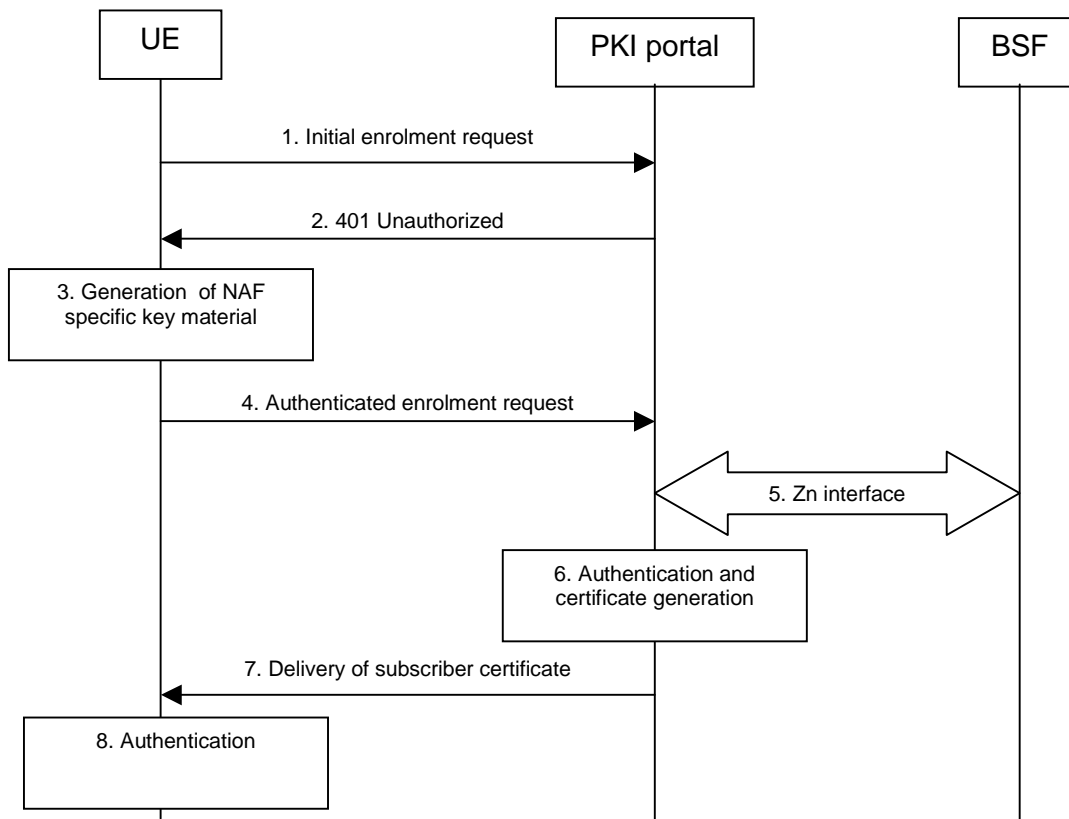 UE
PKI portal
BSF
1. Initial enrolment request
2. 401 Unauthorized
3. Generation of NAF
specific key material
4. Authenticated enrolment request
5. Zn interface
6. Authentication and
certificate generation
7. Delivery of subscriber certificate
8. Authentication